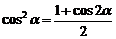 cos² α = (1 + cos 2α) / 2